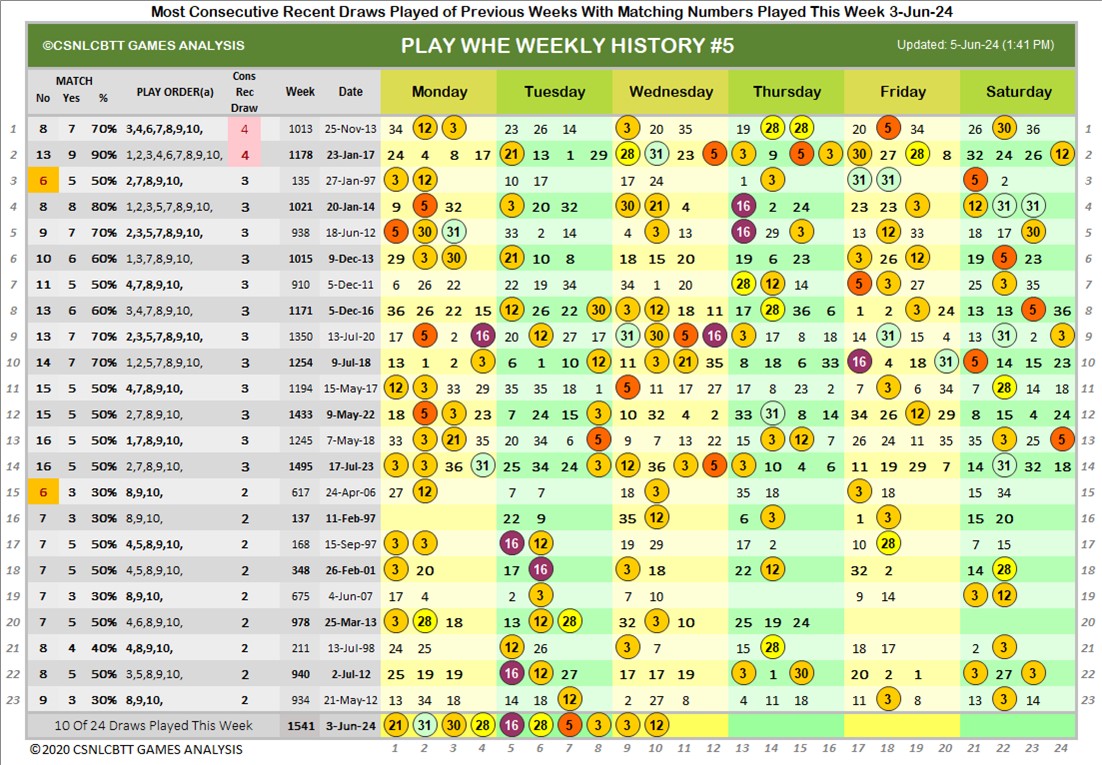 Most Consecutive Recent Draws Played of Previous Weeks With Matching Numbers Played This Week 3-Jun-24
©CSNLCBTT GAMES ANALYSIS PLAY WHE WEEKLY HISTORY #5 Updated: 5-Jun-24 (1:41 PM)
MATCH Cons
No Yes % PLAY ORDER(a) Rec Draw Week Date Monday Tuesday Wednesday Thursday Friday Saturday
1 8 7 70% 3,4,6,7,8,9,10, 4 1013 25-Nov-13 34 12 3 23 26 14 3 20 35 19 28 28 20 5 34 26 30 36 1
2 13 9 90% 1,2,3,4,6,7,8,9,10, 4 1178 23-Jan-17 24 4 8 17 21 13 1 29 28 31 23 5 3 9 5 3 30 27 28 8 32 24 26 12 2
3 6 5 50% 2,7,8,9,10, 3 135 27-Jan-97 3 12 10 17 17 24 1 3 31 31 5 2 3
4 8 8 80% 1,2,3,5,7,8,9,10, 3 1021 20-Jan-14 9 5 32 3 20 32 30 21 4 16 2 24 23 23 3 12 31 31 4
5 9 7 70% 2,3,5,7,8,9,10, 3 938 18-Jun-12 5 30 31 33 2 14 4 3 13 16 29 3 13 12 33 18 17 30 5
6 10 6 60% 1,3,7,8,9,10, 3 1015 9-Dec-13 29 3 30 21 10 8 18 15 20 19 6 23 3 26 12 19 5 23 6
7 11 5 50% 4,7,8,9,10, 3 910 5-Dec-11 6 26 22 22 19 34 34 1 20 28 12 14 5 3 27 25 3 35 7
8 13 6 60% 3,4,7,8,9,10, 3 1171 5-Dec-16 36 26 22 15 12 26 22 30 3 12 18 11 17 28 36 6 1 2 3 24 13 13 5 36 8
9 13 7 70% 2,3,5,7,8,9,10, 3 1350 13-Jul-20 17 5 2 16 20 12 27 17 31 30 5 16 3 17 8 18 14 31 15 4 13 31 2 3 9
10 14 7 70% 1,2,5,7,8,9,10, 3 1254 9-Jul-18 13 1 2 3 6 1 10 12 11 3 21 35 8 18 6 33 16 4 18 31 5 14 15 23 10
11 15 5 50% 4,7,8,9,10, 3 1194 15-May-17 12 3 33 29 35 35 18 1 5 11 17 27 17 8 23 2 7 3 6 34 7 28 14 18 11
12 15 5 50% 2,7,8,9,10, 3 1433 9-May-22 18 5 3 23 7 24 15 3 10 32 4 2 33 31 8 14 34 26 12 29 8 15 4 24 12
13 16 5 50% 1,7,8,9,10, 3 1245 7-May-18 33 3 21 35 20 34 6 5 9 7 13 22 15 3 12 7 26 24 11 35 35 3 25 5 13
14 16 5 50% 2,7,8,9,10, 3 1495 17-Jul-23 3 3 36 31 25 34 24 3 12 36 3 5 3 10 4 6 11 19 29 7 14 31 32 18 14
15 6 3 30% 8,9,10, 2 617 24-Apr-06 27 12 7 7 18 3 35 18 3 18 15 34 15
16 7 3 30% 8,9,10, 2 137 11-Feb-97 22 9 35 12 6 3 1 3 15 20 16
17 7 5 50% 4,5,8,9,10, 2 168 15-Sep-97 3 3 16 12 19 29 17 2 10 28 7 15 17
18 7 5 50% 4,5,8,9,10, 2 348 26-Feb-01 3 20 17 16 3 18 22 12 32 2 14 28 18
19 7 3 30% 8,9,10, 2 675 4-Jun-07 17 4 2 3 7 10 9 14 3 12 19
20 7 5 50% 4,6,8,9,10, 2 978 25-Mar-13 3 28 18 13 12 28 32 3 10 25 19 24 20
21 8 4 40% 4,8,9,10, 2 211 13-Jul-98 24 25 12 26 3 7 15 28 18 17 2 3 21
22 8 5 50% 3,5,8,9,10, 2 940 2-Jul-12 25 19 19 16 12 27 17 17 19 3 1 30 20 2 1 3 27 3 22
23 9 3 30% 8,9,10, 2 934 21-May-12 13 34 18 14 18 12 2 27 8 4 11 18 11 3 8 13 3 14 23
10 Of 24 Draws Played This Week 1541 3-Jun-24 21 31 30 28 16 28 5 3 3 12
©2020 CSNLCBTT GAMES ANALYSIS 1 2 3 4 5 6 7 8 9 10 11 12 13 14 15 16 17 18 19 20 21 22 23 24